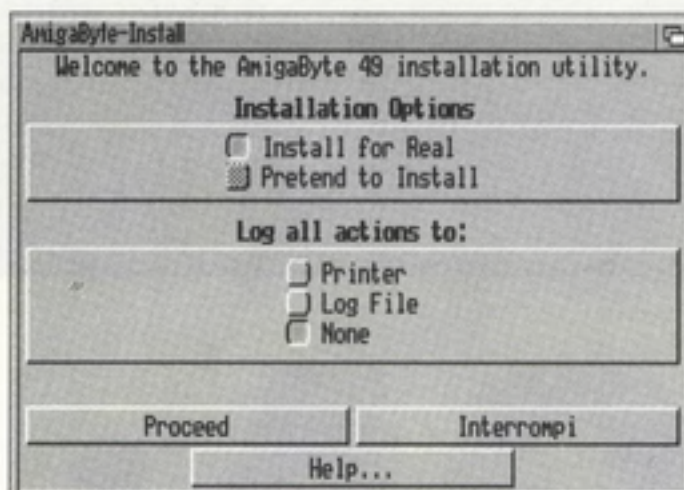 AmigaByte-Install
Welcome to the AmigaByte 49 installation utility.
Installation Options
Install for Real
Pretend to Install
Log all actions to:
Printer
Log File
None
Proceed
Interrompi
Help...